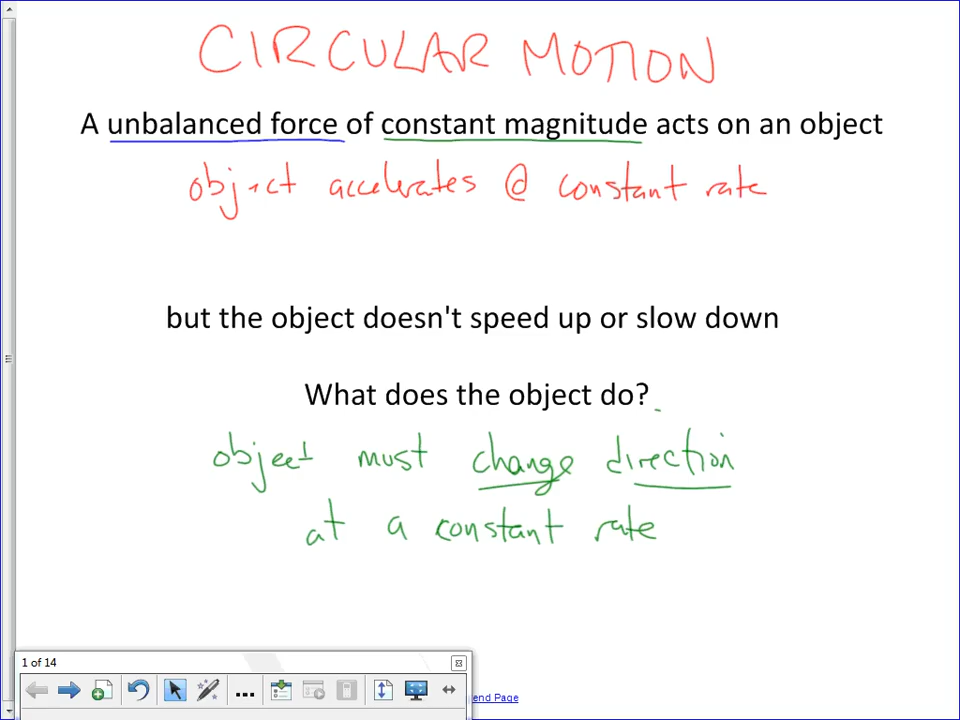 CIRCULAR MOTION
A unbalanced force of constant magnitude acts on an object
object accelerates @ constant rate
but the object doesn't speed up or slow down
What does the object do?
object must change direction
at a constant rate
1 of 14
end Page